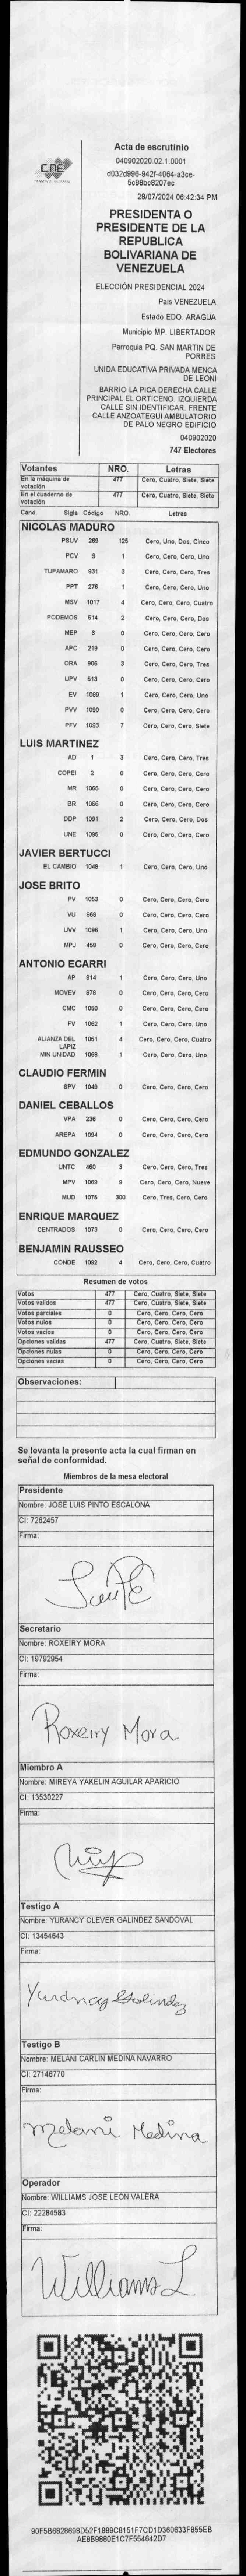 CNE
Acta de escrutinio
040902020.02.1.0001
d032d996-942f-4064-a3ce-
5c98bc8207ec
28/07/2024 06:42:34 PM
PRESIDENTA O
PRESIDENTE DE LA
REPUBLICA
BOLIVARIANA DE
VENEZUELA
ELECCIÓN PRESIDENCIAL 2024
Pais VENEZUELA
Estado EDO. ARAGUA
Municipio MP. LIBERTADOR
Parroquia PQ. SAN MARTIN DE
PORRES
UNIDAD EDUCATIVA PRIVADA MENCA
DE LEONI
BARRIO LA PICA DERECHA CALLE
PRINCIPAL EL ORTICENO. IZQUIERDA
CALLE SIN IDENTIFICAR. FRENTE
CALLE ANZOATEGUI AMBULATORIO
DE PALO NEGRO EDIFICIO
040902020
747 Electores
Votantes NRO. Letras
En la máquina de votación 477 Cero, Cuatro, Siete, Siete
En el cuaderno de votación 477 Cero, Cuatro, Siete, Siete
Cand. Sigla Código NRO. Letras
NICOLAS MADURO
PSUV 269 125 Cero, Uno, Dos, Cinco
PCV 9 1 Cero, Cero, Cero, Uno
TUPAMARO 931 3 Cero, Cero, Cero, Tres
PPT 276 1 Cero, Cero, Cero, Uno
MSV 1017 4 Cero, Cero, Cero, Cuatro
PODEMOS 514 2 Cero, Cero, Cero, Dos
MEP 6 0 Cero, Cero, Cero, Cero
APC 219 0 Cero, Cero, Cero, Cero
ORA 906 3 Cero, Cero, Cero, Tres
UPV 513 0 Cero, Cero, Cero, Cero
EV 1089 1 Cero, Cero, Cero, Uno
PVV 1090 0 Cero, Cero, Cero, Cero
PFV 1093 7 Cero, Cero, Cero, Siete
LUIS MARTINEZ
AD 1 3 Cero, Cero, Cero, Tres
COPEI 2 0 Cero, Cero, Cero, Cero
MR 1065 0 Cero, Cero, Cero, Cero
BR 1066 0 Cero, Cero, Cero, Cero
DDP 1091 2 Cero, Cero, Cero, Dos
UNE 1095 0 Cero, Cero, Cero, Cero
JAVIER BERTUCCI
EL CAMBIO 1048 1 Cero, Cero, Cero, Uno
JOSE BRITO
PV 1053 0 Cero, Cero, Cero, Cero
VU 866 0 Cero, Cero, Cero, Cero
UVV 1096 1 Cero, Cero, Cero, Uno
MPJ 458 0 Cero, Cero, Cero, Cero
ANTONIO ECARRI
AP 814 1 Cero, Cero, Cero, Uno
MOVEV 878 0 Cero, Cero, Cero, Cero
CMC 1050 0 Cero, Cero, Cero, Cero
FV 1062 1 Cero, Cero, Cero, Uno
ALIANZA DEL LAPIZ 1051 4 Cero, Cero, Cero, Cuatro
MIN UNIDAD 1068 1 Cero, Cero, Cero, Uno
CLAUDIO FERMIN
SPV 1049 0 Cero, Cero, Cero, Cero
DANIEL CEBALLOS
VPA 236 0 Cero, Cero, Cero, Cero
AREPA 1094 0 Cero, Cero, Cero, Cero
EDMUNDO GONZALEZ
UNTC 460 3 Cero, Cero, Cero, Tres
MPV 1069 9 Cero, Cero, Cero, Nueve
MUD 1075 300 Cero, Tres, Cero, Cero
ENRIQUE MARQUEZ
CENTRADOS 1073 0 Cero, Cero, Cero, Cero
BENJAMIN RAUSSEO
CONDE 1092 4 Cero, Cero, Cero, Cuatro
Resumen de votos
Votos 477 Cero, Cuatro, Siete, Siete
Votos validos 477 Cero, Cuatro, Siete, Siete
Votos parciales 0 Cero, Cero, Cero, Cero
Votos nulos 0 Cero, Cero, Cero, Cero
Votos vacios 0 Cero, Cero, Cero, Cero
Opciones validas 477 Cero, Cuatro, Siete, Siete
Opciones nulas 0 Cero, Cero, Cero, Cero
Opciones vacias 0 Cero, Cero, Cero, Cero
Observaciones:
Se levanta la presente acta la cual firman en
señal de conformidad.
Miembros de la mesa electoral
Presidente
Nombre: JOSE LUIS PINTO ESCALONA
CI: 7262457
Firma:
Secretario
Nombre: ROXEIRY MORA
CI: 19792954
Firma:
Roxeiry Mora
Miembro A
Nombre: MIREYA YAKELIN AGUILAR APARICIO
CI: 13530227
Firma:
Testigo A
Nombre: YURANCY CLEVER GALINDEZ SANDOVAL
CI: 13454643
Firma:
Testigo B
Nombre: MELANI CARLIN MEDINA NAVARRO
CI: 27146770
Firma:
Melani Medina
Operador
Nombre: WILLIAMS JOSE LEON VALERA
CI: 22284583
Firma:
Williams L
90F5B6828698D52F1889C8151F7CD1D360633F855EB
AE8B9880E1C7F554642D7